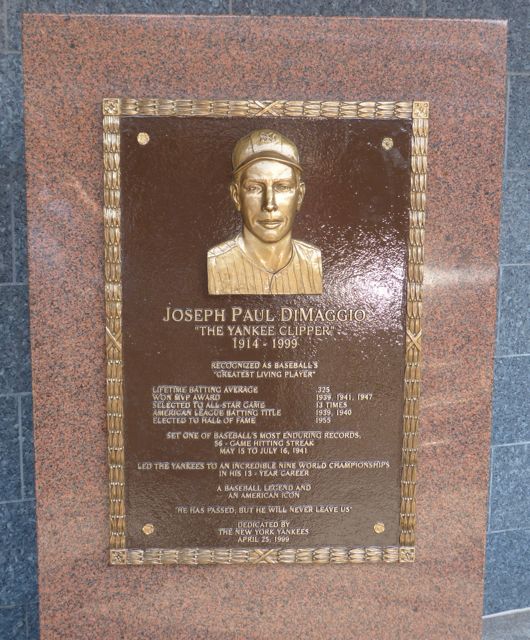 JOSEPH PAUL DIMAGGIO
"THE YANKEE CLIPPER"
1914 - 1999
RECOGNIZED AS BASEBALL'S
"GREATEST LIVING PLAYER"
LIFETIME BATTING AVERAGE .325
WON MVP AWARD 1939, 1941, 1947
SELECTED TO ALL STAR GAME 13 TIMES
AMERICAN LEAGUE BATTING TITLE 1939, 1940
ELECTED TO HALL OF FAME 1955
SET ONE OF BASEBALL'S MOST ENDURING RECORDS,
56 - GAME HITTING STREAK
MAY 15 TO JULY 16, 1941
LED THE YANKEES TO AN INCREDIBLE NINE WORLD CHAMPIONSHIPS
IN HIS 13 - YEAR CAREER
A BASEBALL LEGEND AND
AN AMERICAN ICON
"HE HAS PASSED, BUT HE WILL NEVER LEAVE US"
DEDICATED BY
THE NEW YORK YANKEES
APRIL 25, 1999